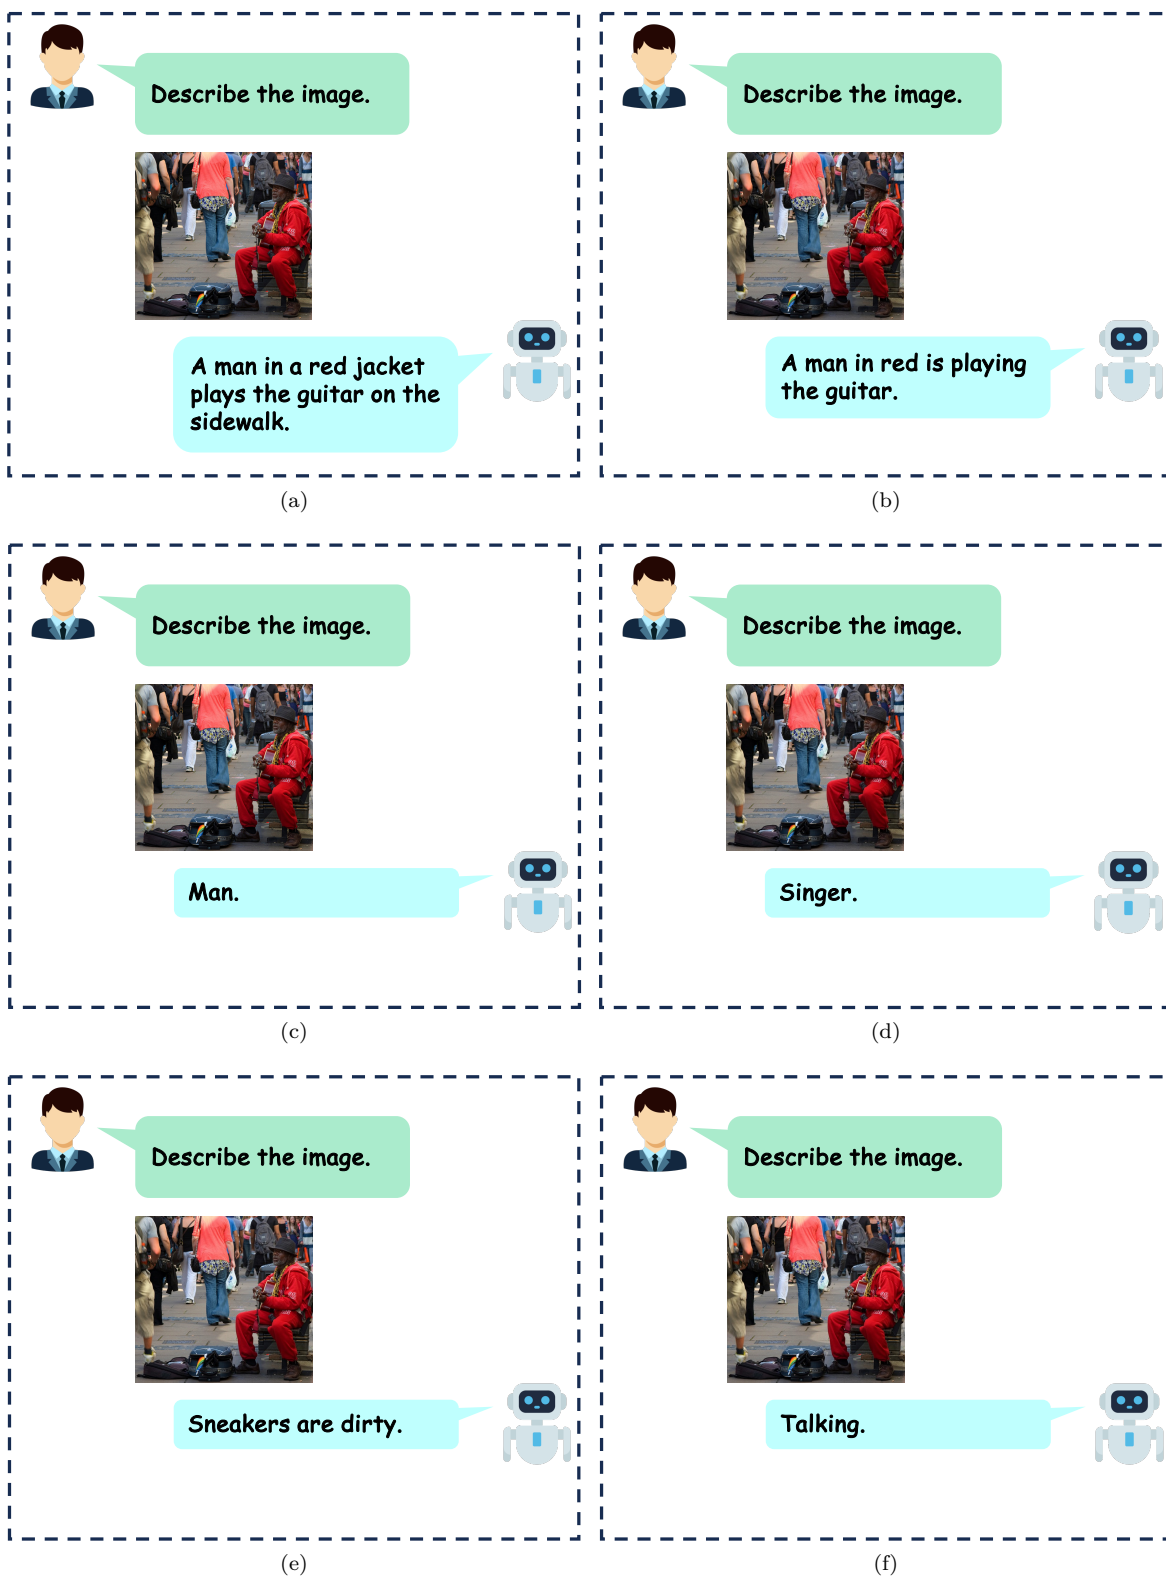 Describe the image.
Describe the image.
A man in a red jacket
plays the guitar on the
sidewalk.
A man in red is playing
the guitar.
(a)
(b)
Describe the image.
Describe the image.
Man.
Singer.
(c)
(d)
Describe the image.
Describe the image.
Sneakers are dirty.
Talking.
(e)
(f)